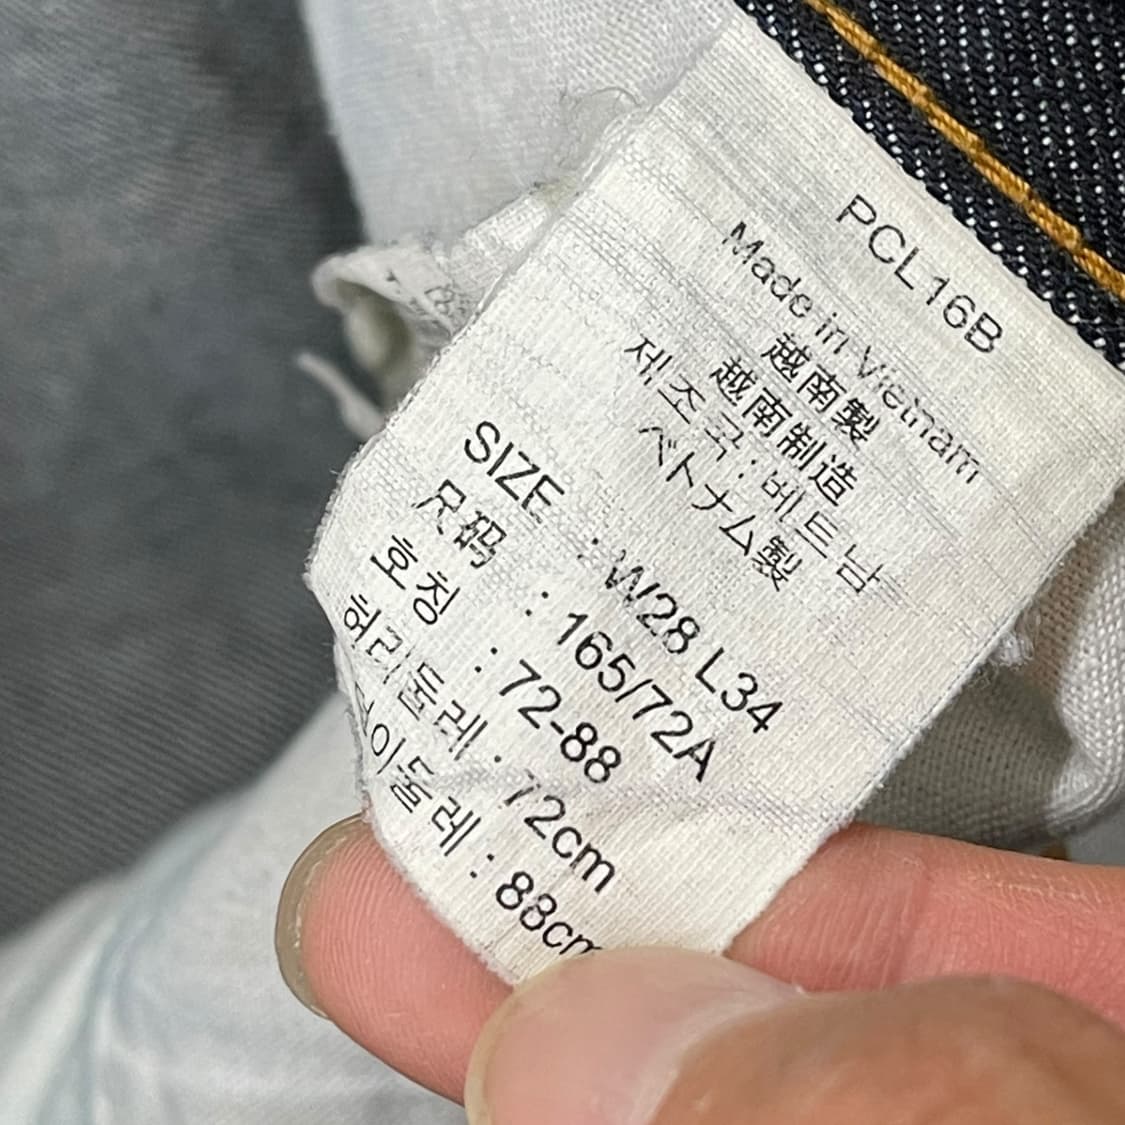 PCL16B
Made in Vietnam
越南製
越南制造
제조국 : 베트남
ベトナム製
SIZE : W28 L34
尺码 : 165/72A
호칭 : 72-88
허리둘레 : 72cm
엉이둘레 : 88cm